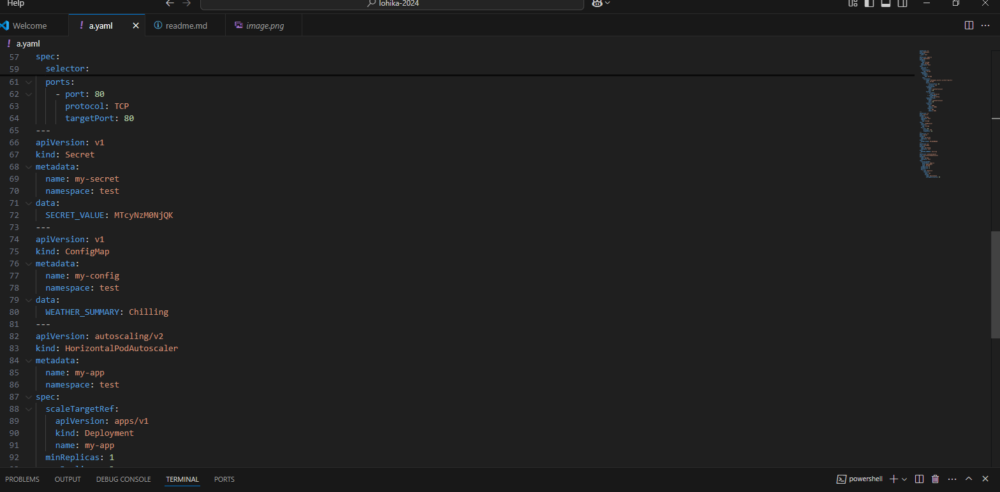 Help
lohika-2024
Welcome
! a.yaml
readme.md
image.png
! a.yaml
57 spec:
59 selector:
61 ports:
62 - port: 80
63 protocol: TCP
64 targetPort: 80
65 ---
66 apiVersion: v1
67 kind: Secret
68 metadata:
69 name: my-secret
70 namespace: test
71 data:
72 SECRET_VALUE: MTcyNzM0NjQK
73 ---
74 apiVersion: v1
75 kind: ConfigMap
76 metadata:
77 name: my-config
78 namespace: test
79 data:
80 WEATHER_SUMMARY: Chilling
81 ---
82 apiVersion: autoscaling/v2
83 kind: HorizontalPodAutoscaler
84 metadata:
85 name: my-app
86 namespace: test
87 spec:
88 scaleTargetRef:
89 apiVersion: apps/v1
90 kind: Deployment
91 name: my-app
92 minReplicas: 1
PROBLEMS OUTPUT DEBUG CONSOLE TERMINAL PORTS
powershell